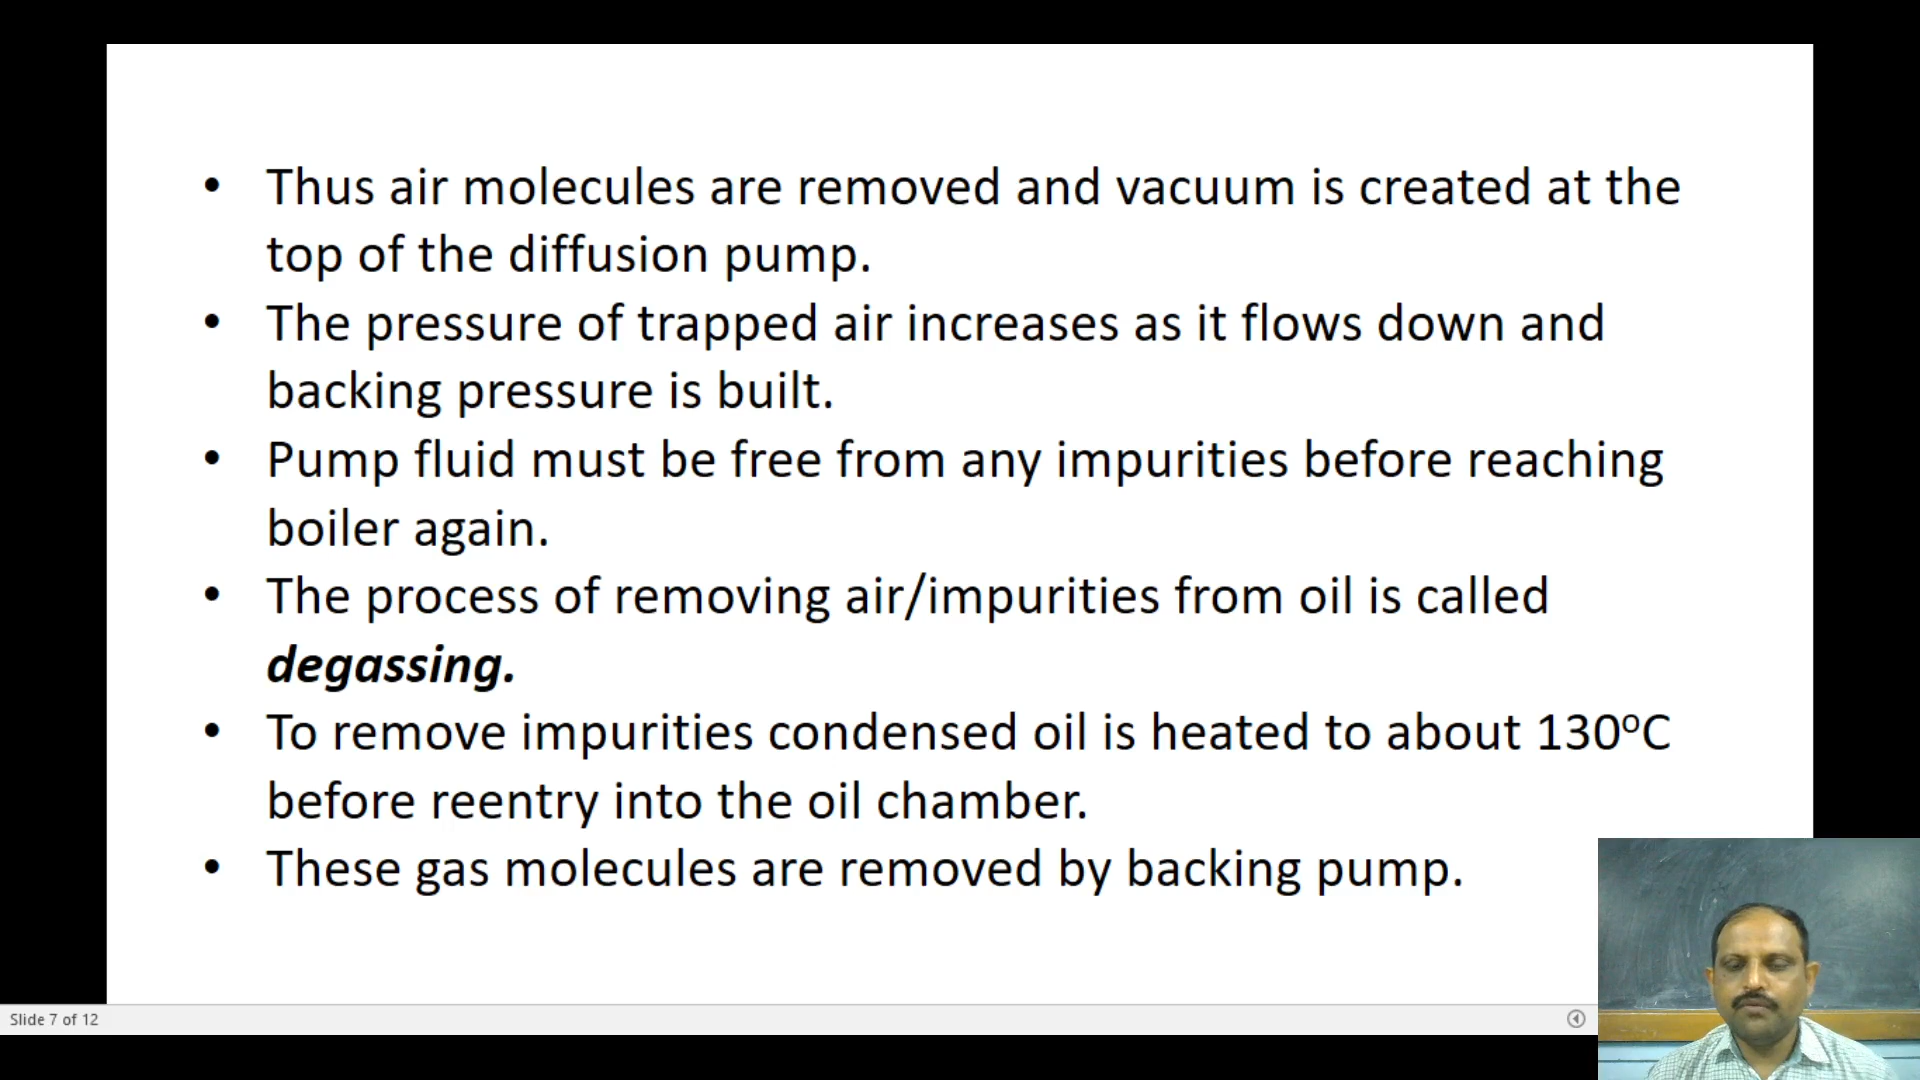 • Thus air molecules are removed and vacuum is created at the
top of the diffusion pump.
• The pressure of trapped air increases as it flows down and
backing pressure is built.
• Pump fluid must be free from any impurities before reaching
boiler again.
• The process of removing air/impurities from oil is called
degassing.
• To remove impurities condensed oil is heated to about 130ºC
before reentry into the oil chamber.
• These gas molecules are removed by backing pump.
Slide 7 of 12